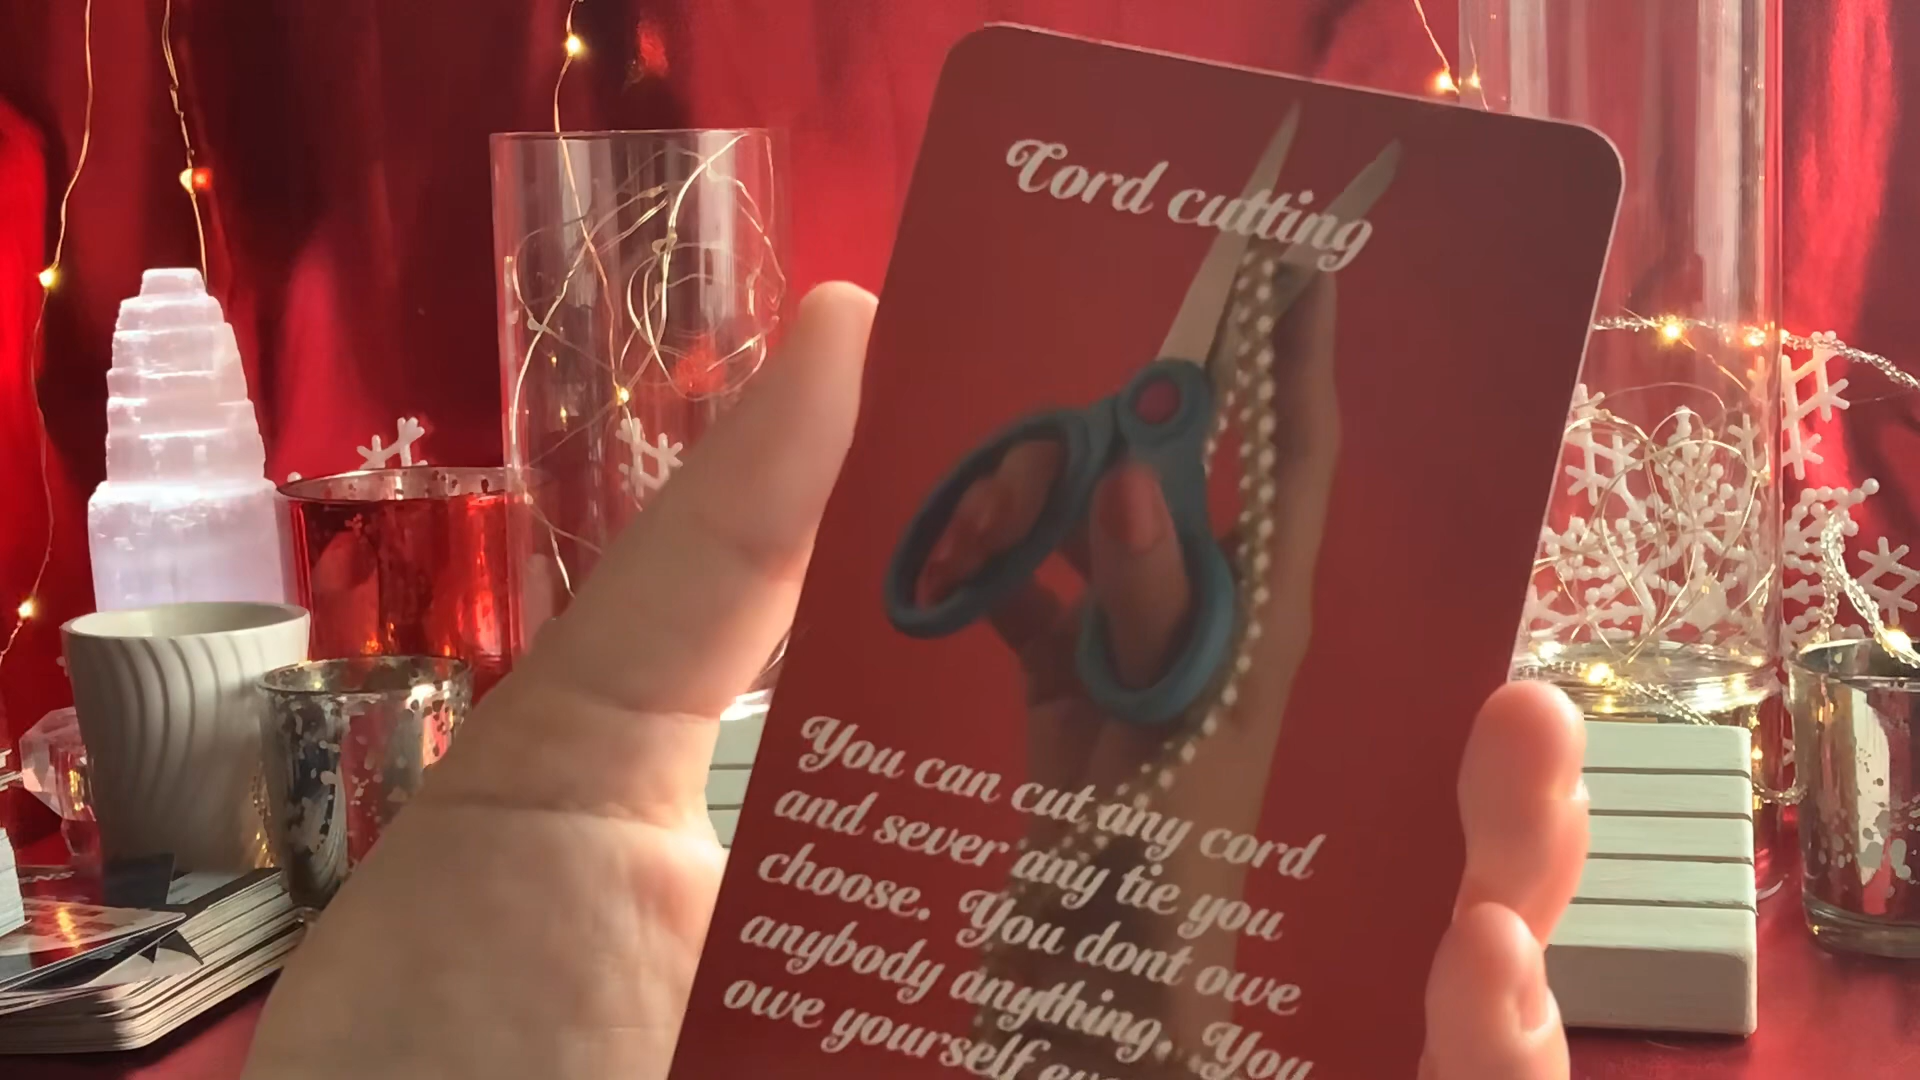 Cord cutting
You can cut any cord
and sever any tie you
choose. You dont owe
anybody anything. You
owe yourself